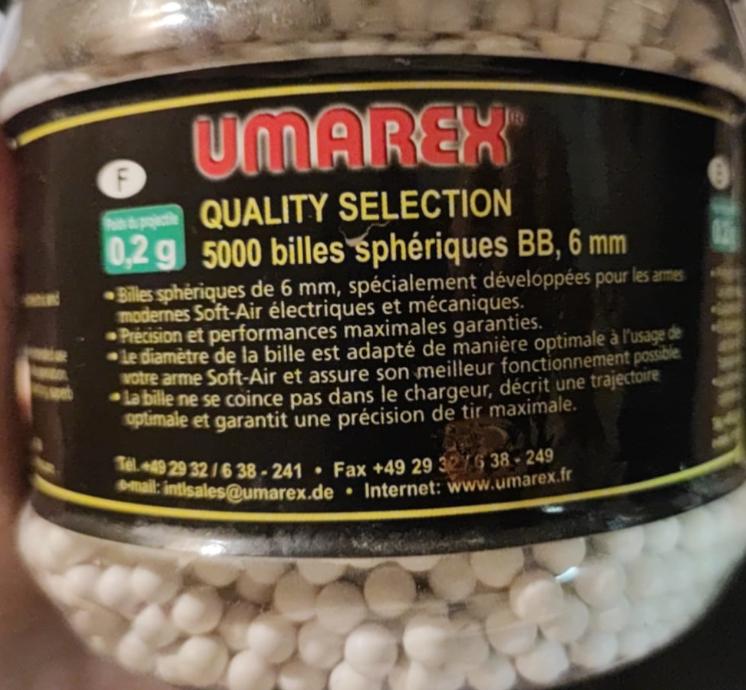 UMAREX®
F
QUALITY SELECTION
Poids du projectile
0,2 g
5000 billes sphériques BB, 6 mm
• Billes sphériques de 6 mm, spécialement développées pour les armes
modernes Soft-Air électriques et mécaniques.
• Précision et performances maximales garanties.
• Le diamètre de la bille est adapté de manière optimale à l'usage de
votre arme Soft-Air et assure son meilleur fonctionnement possible.
• La bille ne se coince pas dans le chargeur, décrit une trajectoire
optimale et garantit une précision de tir maximale.
Tél. +49 29 32 / 6 38 - 241 • Fax +49 29 32 / 6 38 - 249
e-mail: intlsales@umarex.de • Internet: www.umarex.fr